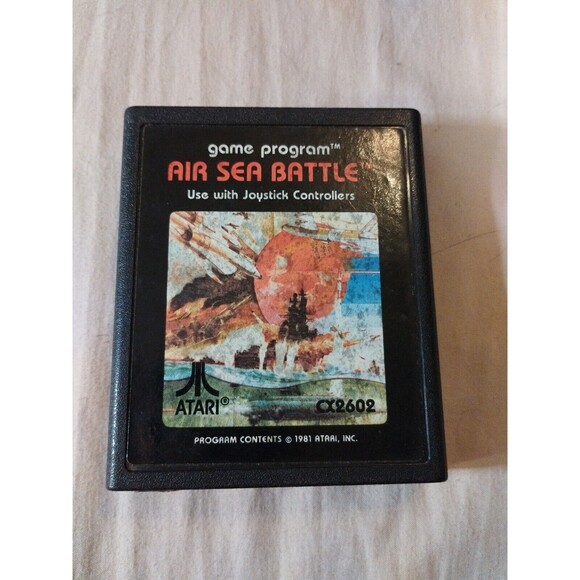 game program™
AIR SEA BATTLE™
Use with Joystick Controllers
ATARI®
CX2602
PROGRAM CONTENTS © 1981 ATARI, INC.